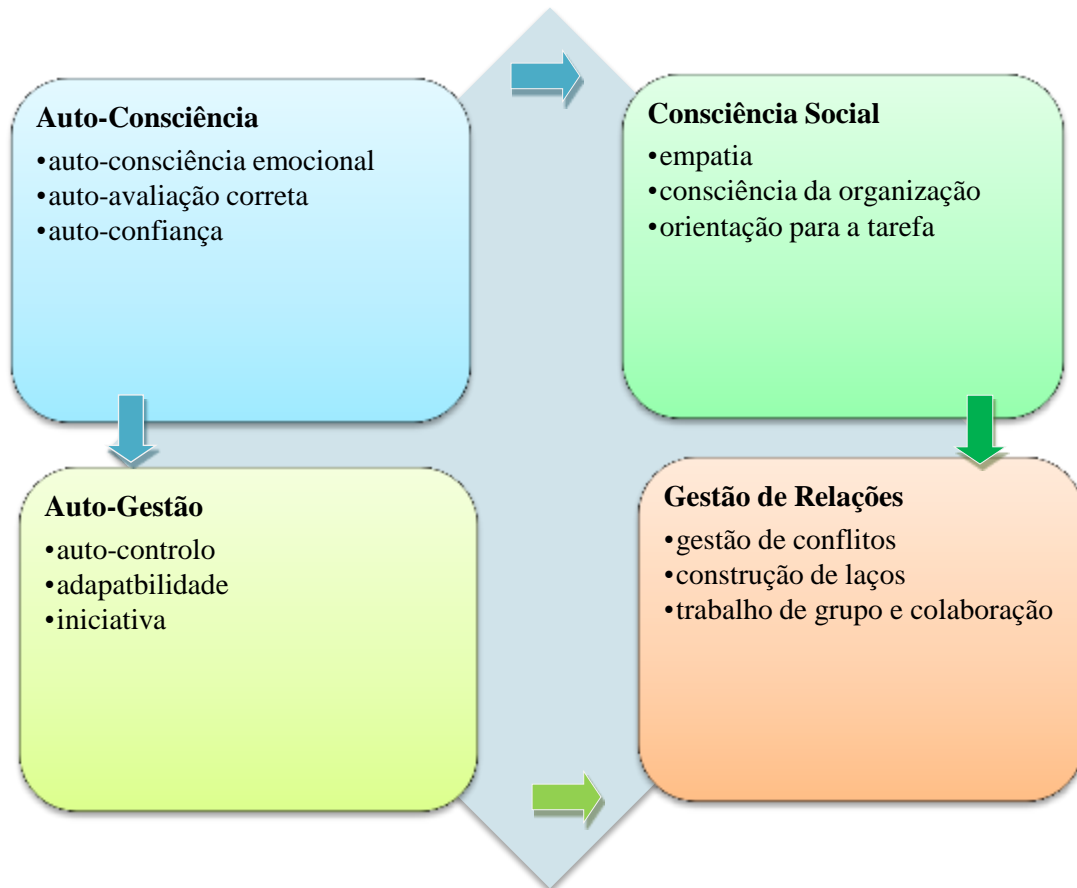 Auto-Consciência
•auto-consciência emocional
•auto-avaliação correta
•auto-confiança
Consciência Social
•empatia
•consciência da organização
•orientação para a tarefa
Auto-Gestão
•auto-controlo
•adapatbilidade
•iniciativa
Gestão de Relações
•gestão de conflitos
•construção de laços
•trabalho de grupo e colaboração